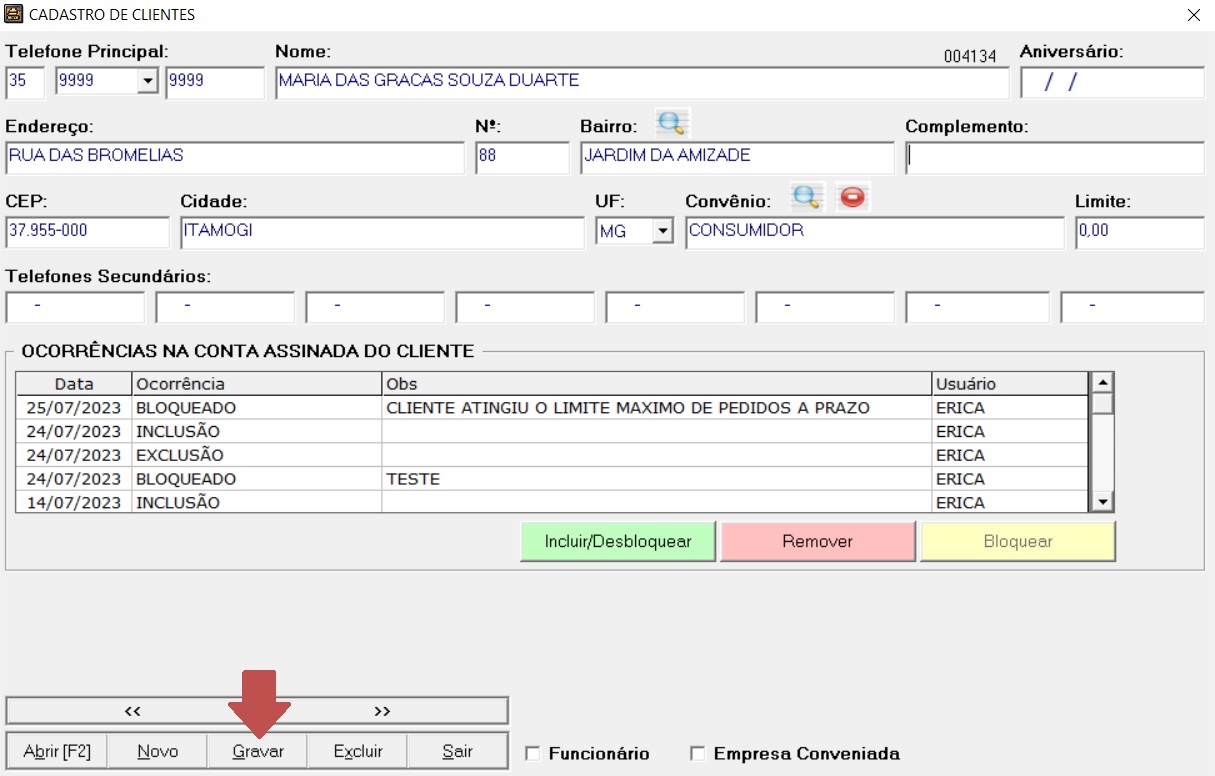 CADASTRO DE CLIENTES
Telefone Principal: Nome: 004134 Aniversário:
35 9999 9999 MARIA DAS GRACAS SOUZA DUARTE / /
Endereço: Nº: Bairro: Complemento:
RUA DAS BROMELIAS 88 JARDIM DA AMIZADE
CEP: Cidade: UF: Convênio: Limite:
37.955-000 ITAMOGI MG CONSUMIDOR 0,00
Telefones Secundários:
- - - - - - - -
OCORRÊNCIAS NA CONTA ASSINADA DO CLIENTE
Data Ocorrência Obs Usuário
25/07/2023 BLOQUEADO CLIENTE ATINGIU O LIMITE MAXIMO DE PEDIDOS A PRAZO ERICA
24/07/2023 INCLUSÃO ERICA
24/07/2023 EXCLUSÃO ERICA
24/07/2023 BLOQUEADO TESTE ERICA
14/07/2023 INCLUSÃO ERICA
Incluir/Desbloquear Remover Bloquear
<< >>
Abrir [F2] Novo Gravar Excluir Sair Funcionário Empresa Conveniada